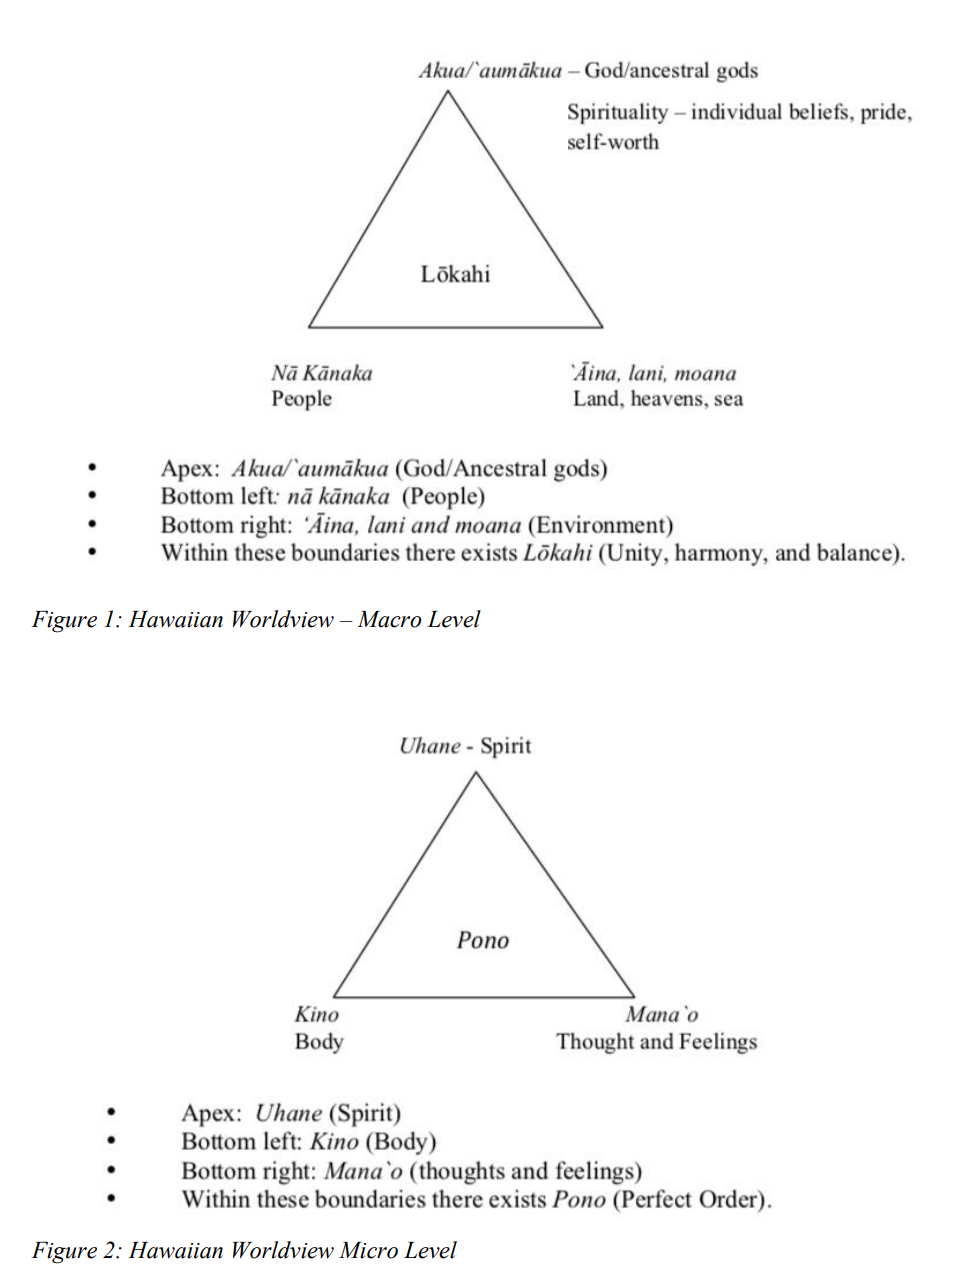 Akua/`aumākua – God/ancestral gods
Spirituality – individual beliefs, pride,
self-worth
Lōkahi
Nā Kānaka
People
`Āina, lani, moana
Land, heavens, sea
• Apex: Akua/`aumākua (God/Ancestral gods)
• Bottom left: nā kānaka (People)
• Bottom right: ‘Āina, lani and moana (Environment)
• Within these boundaries there exists Lōkahi (Unity, harmony, and balance).
Figure 1: Hawaiian Worldview – Macro Level
Uhane - Spirit
Pono
Kino
Body
Mana`o
Thought and Feelings
• Apex: Uhane (Spirit)
• Bottom left: Kino (Body)
• Bottom right: Mana`o (thoughts and feelings)
• Within these boundaries there exists Pono (Perfect Order).
Figure 2: Hawaiian Worldview Micro Level